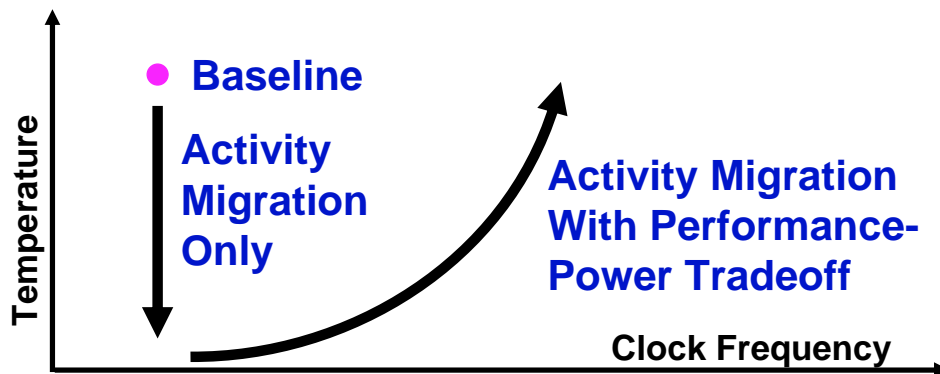 Temperature
Baseline
Activity
Migration
Only
Activity Migration
With Performance-
Power Tradeoff
Clock Frequency